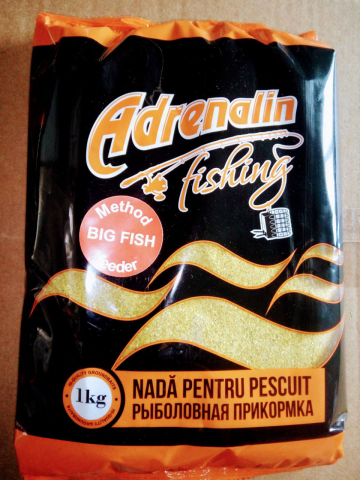 Adrenalin
fishing
Method
BIG FISH
feeder
1kg
NADĂ PENTRU PESCUIT
РЫБОЛОВНАЯ ПРИКОРМКА